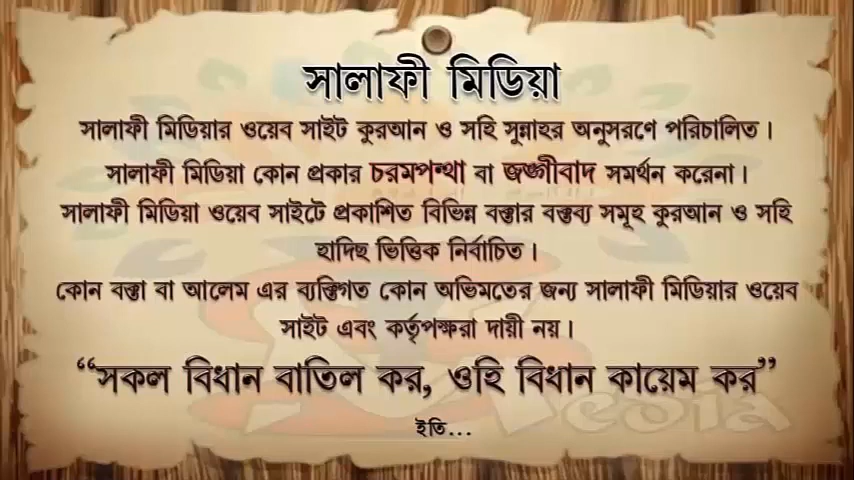 সালাফী মিডিয়া
সালাফী মিডিয়ার ওয়েব সাইট কুরআন ও সহি সুন্নাহর অনুসরণে পরিচালিত।
সালাফী মিডিয়া কোন প্রকার চরমপন্থা বা জঙ্গীবাদ সমর্থন করেনা।
সালাফী মিডিয়া ওয়েব সাইটে প্রকাশিত বিভিন্ন বক্তার বক্তব্য সমূহ কুরআন ও সহি
হাদিছ ভিত্তিক নির্বাচিত।
কোন বক্তা বা আলেম এর ব্যক্তিগত কোন অভিমতের জন্য সালাফী মিডিয়ার ওয়েব
সাইট এবং কর্তৃপক্ষরা দায়ী নয়।
“সকল বিধান বাতিল কর, ওহি বিধান কায়েম কর”
ইতি...